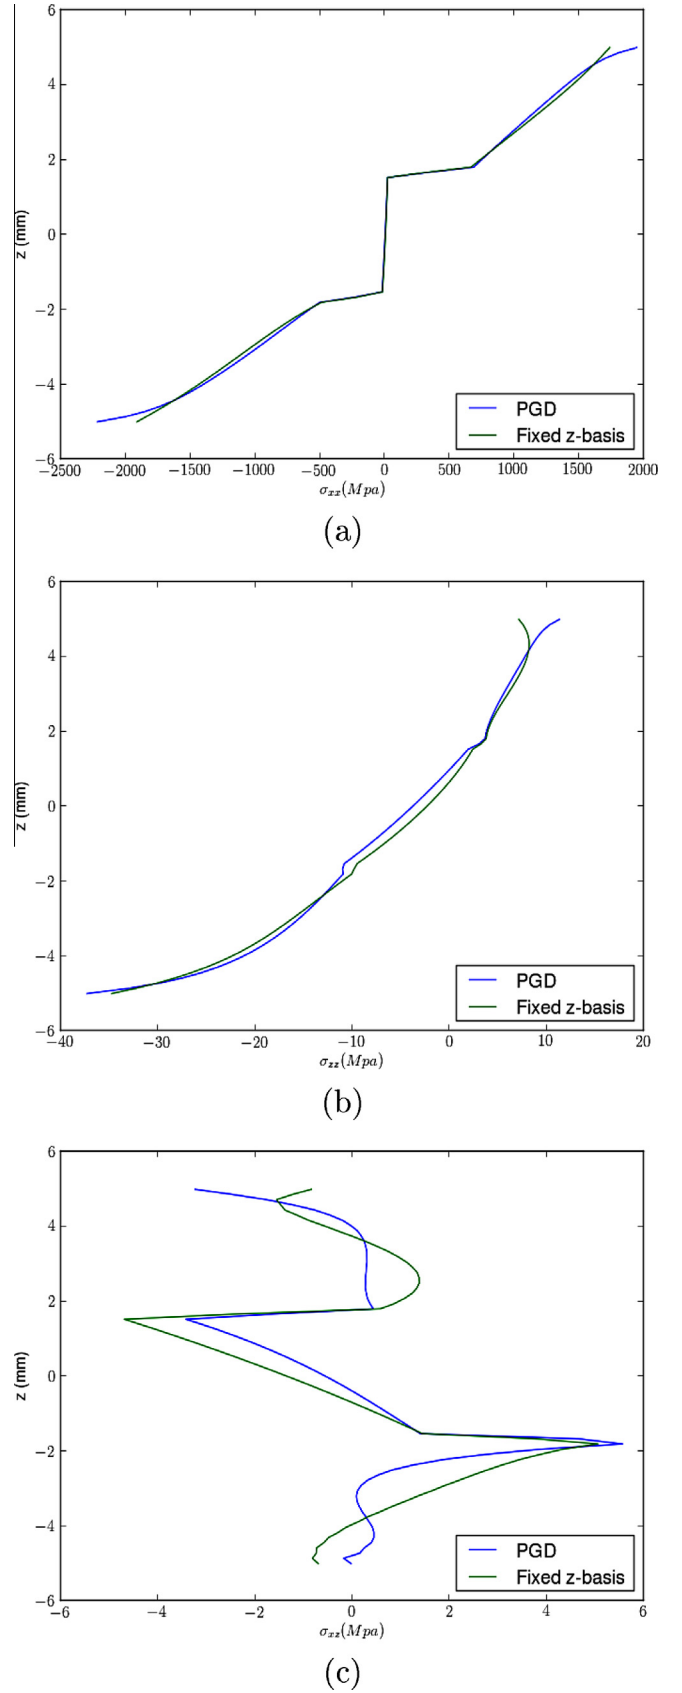 6
4
2
0
−2
−4
−6
z (mm)
−2500 −2000 −1500 −1000 −500 0 500 1000 1500 2000
σxx(Mpa)
PGD
Fixed z-basis
(a)
6
4
2
0
−2
−4
−6
z (mm)
−40 −30 −20 −10 0 10 20
σzz(Mpa)
PGD
Fixed z-basis
(b)
6
4
2
0
−2
−4
−6
z (mm)
−6 −4 −2 0 2 4 6
σxz(Mpa)
PGD
Fixed z-basis
(c)